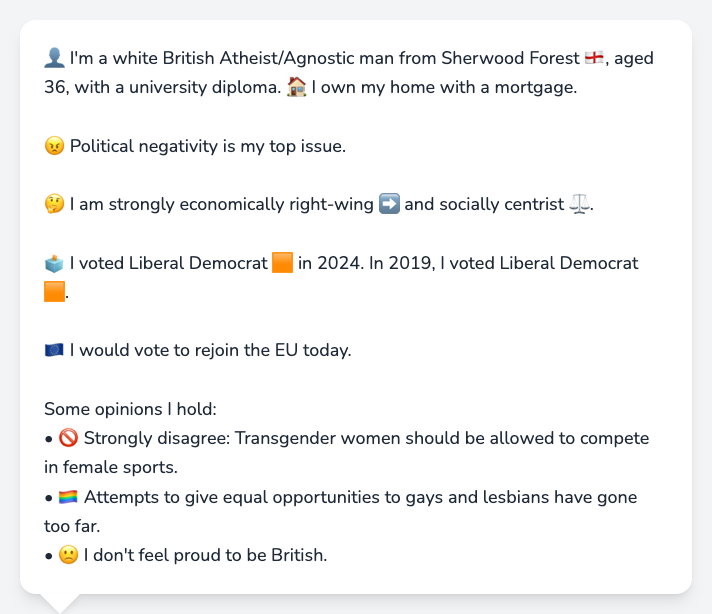 👤 I'm a white British Atheist/Agnostic man from Sherwood Forest 🏴󠁧󠁢󠁥󠁮󠁧󠁿, aged
36, with a university diploma. 🏠 I own my home with a mortgage.
😠 Political negativity is my top issue.
🤔 I am strongly economically right-wing ➡️ and socially centrist ⚖️.
🗳️ I voted Liberal Democrat 🟧 in 2024. In 2019, I voted Liberal Democrat
🟧.
🇪🇺 I would vote to rejoin the EU today.
Some opinions I hold:
• 🚫 Strongly disagree: Transgender women should be allowed to compete
in female sports.
• 🏳️‍🌈 Attempts to give equal opportunities to gays and lesbians have gone
too far.
• 🙁 I don't feel proud to be British.